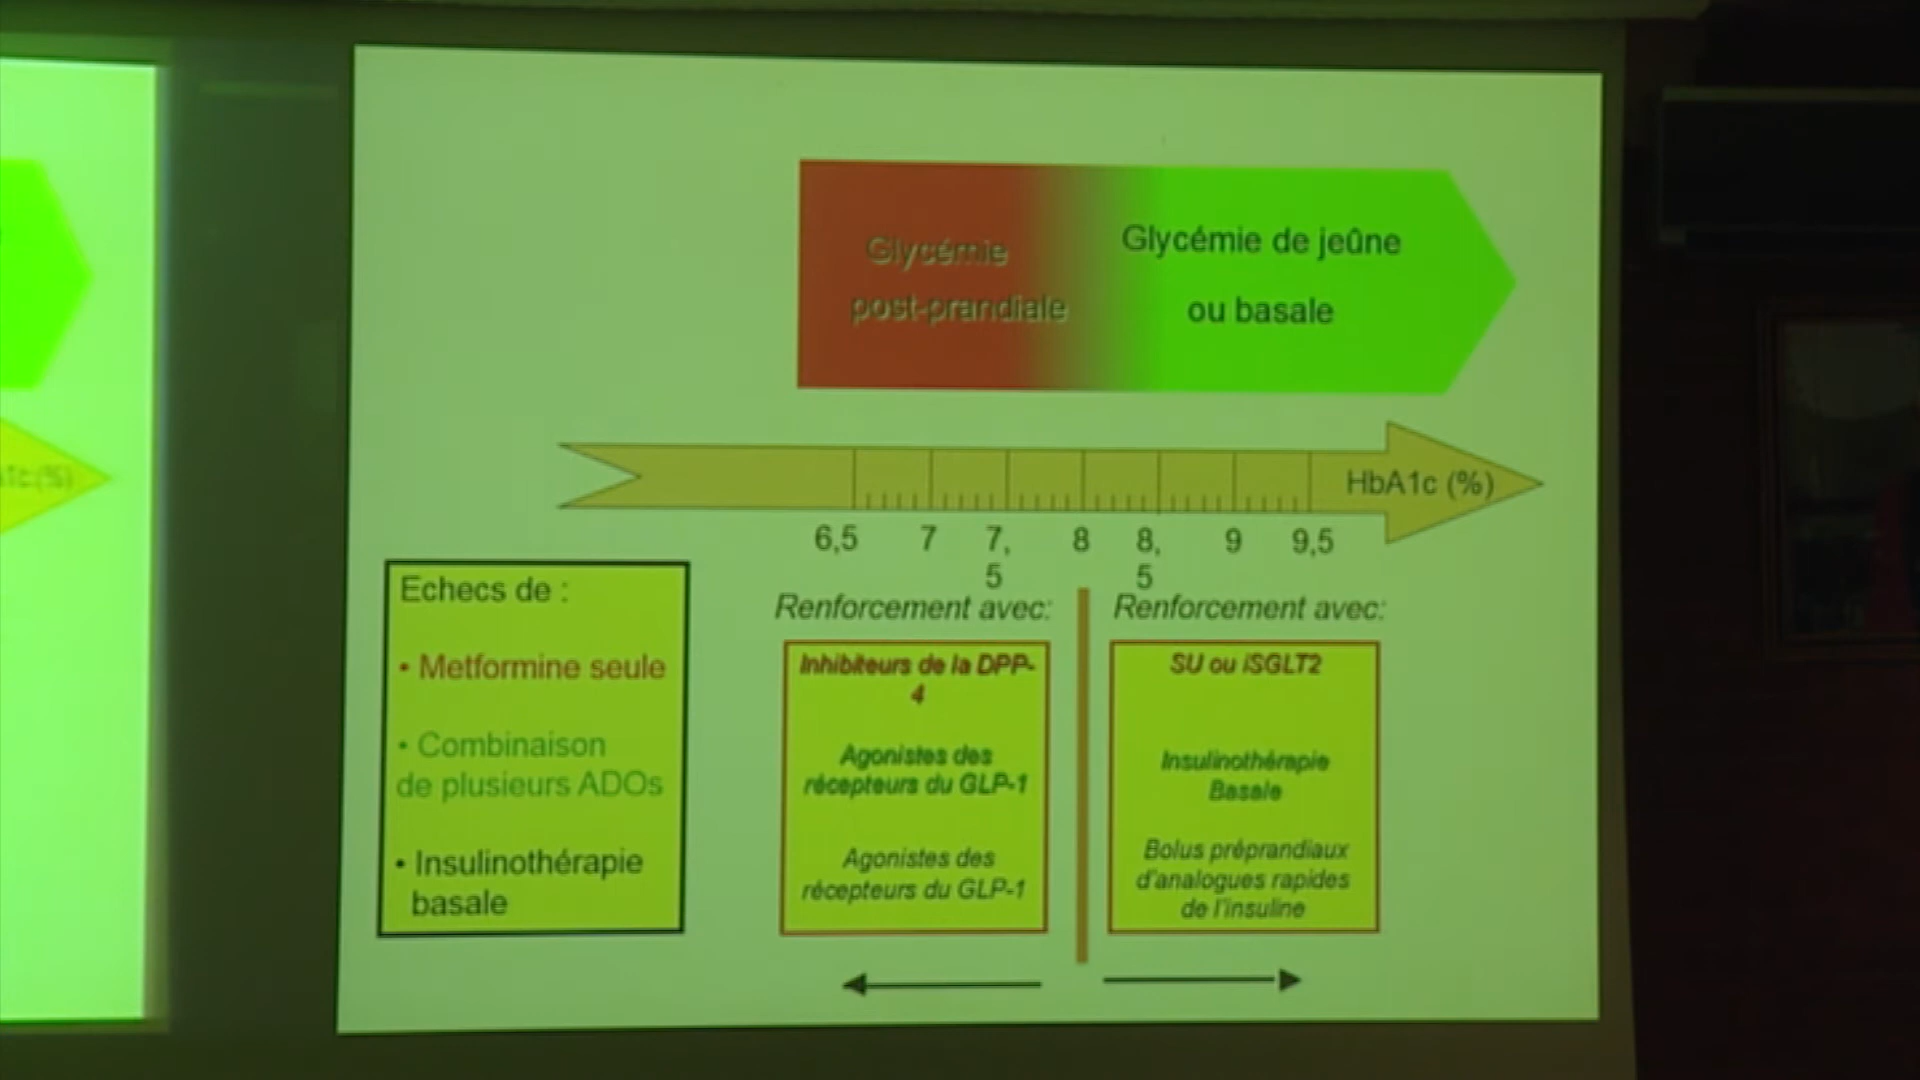 Glycémie
post-prandiale
Glycémie de jeûne
ou basale
HbA1c (%)
6,5 7 7, 8 8, 9 9,5
5 5
Echecs de :
• Metformine seule
• Combinaison
de plusieurs ADOs
• Insulinothérapie
basale
Renforcement avec:
Inhibiteurs de la DPP-
4
Agonistes des
récepteurs du GLP-1
Agonistes des
récepteurs du GLP-1
Renforcement avec:
SU ou iSGLT2
Insulinothérapie
Basale
Bolus préprandiaux
d'analogues rapides
de l'insuline